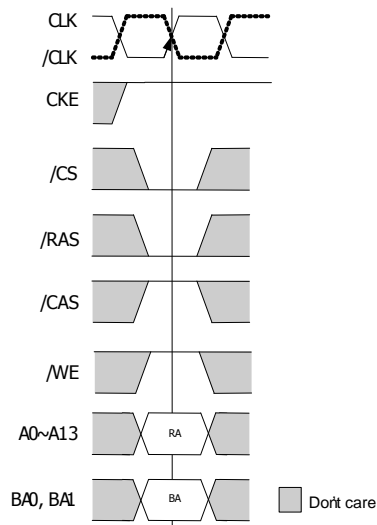 CLK
/CLK
CKE
/CS
/RAS
/CAS
/WE
A0~A13
RA
BA0, BA1
BA
Don't care